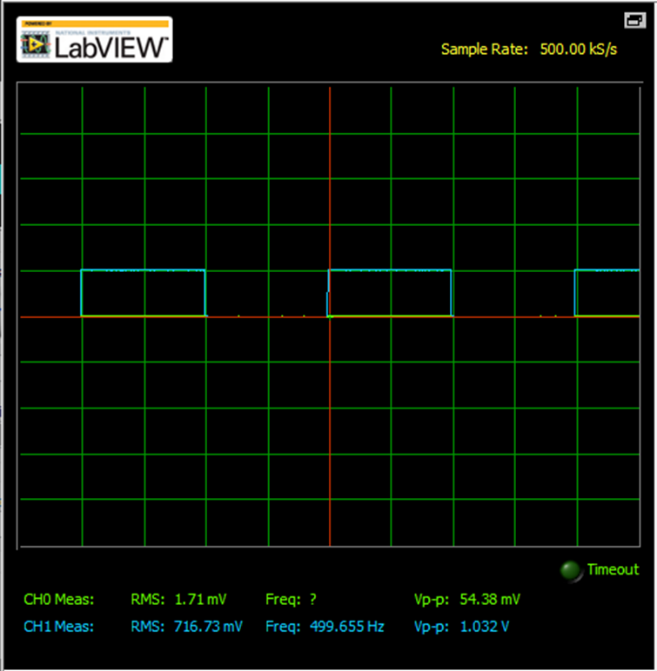 POWERED BY
NATIONAL INSTRUMENTS
LabVIEW™
Sample Rate: 500.00 kS/s
Timeout
CH0 Meas: RMS: 1.71 mV Freq: ? Vp-p: 54.38 mV
CH1 Meas: RMS: 716.73 mV Freq: 499.655 Hz Vp-p: 1.032 V